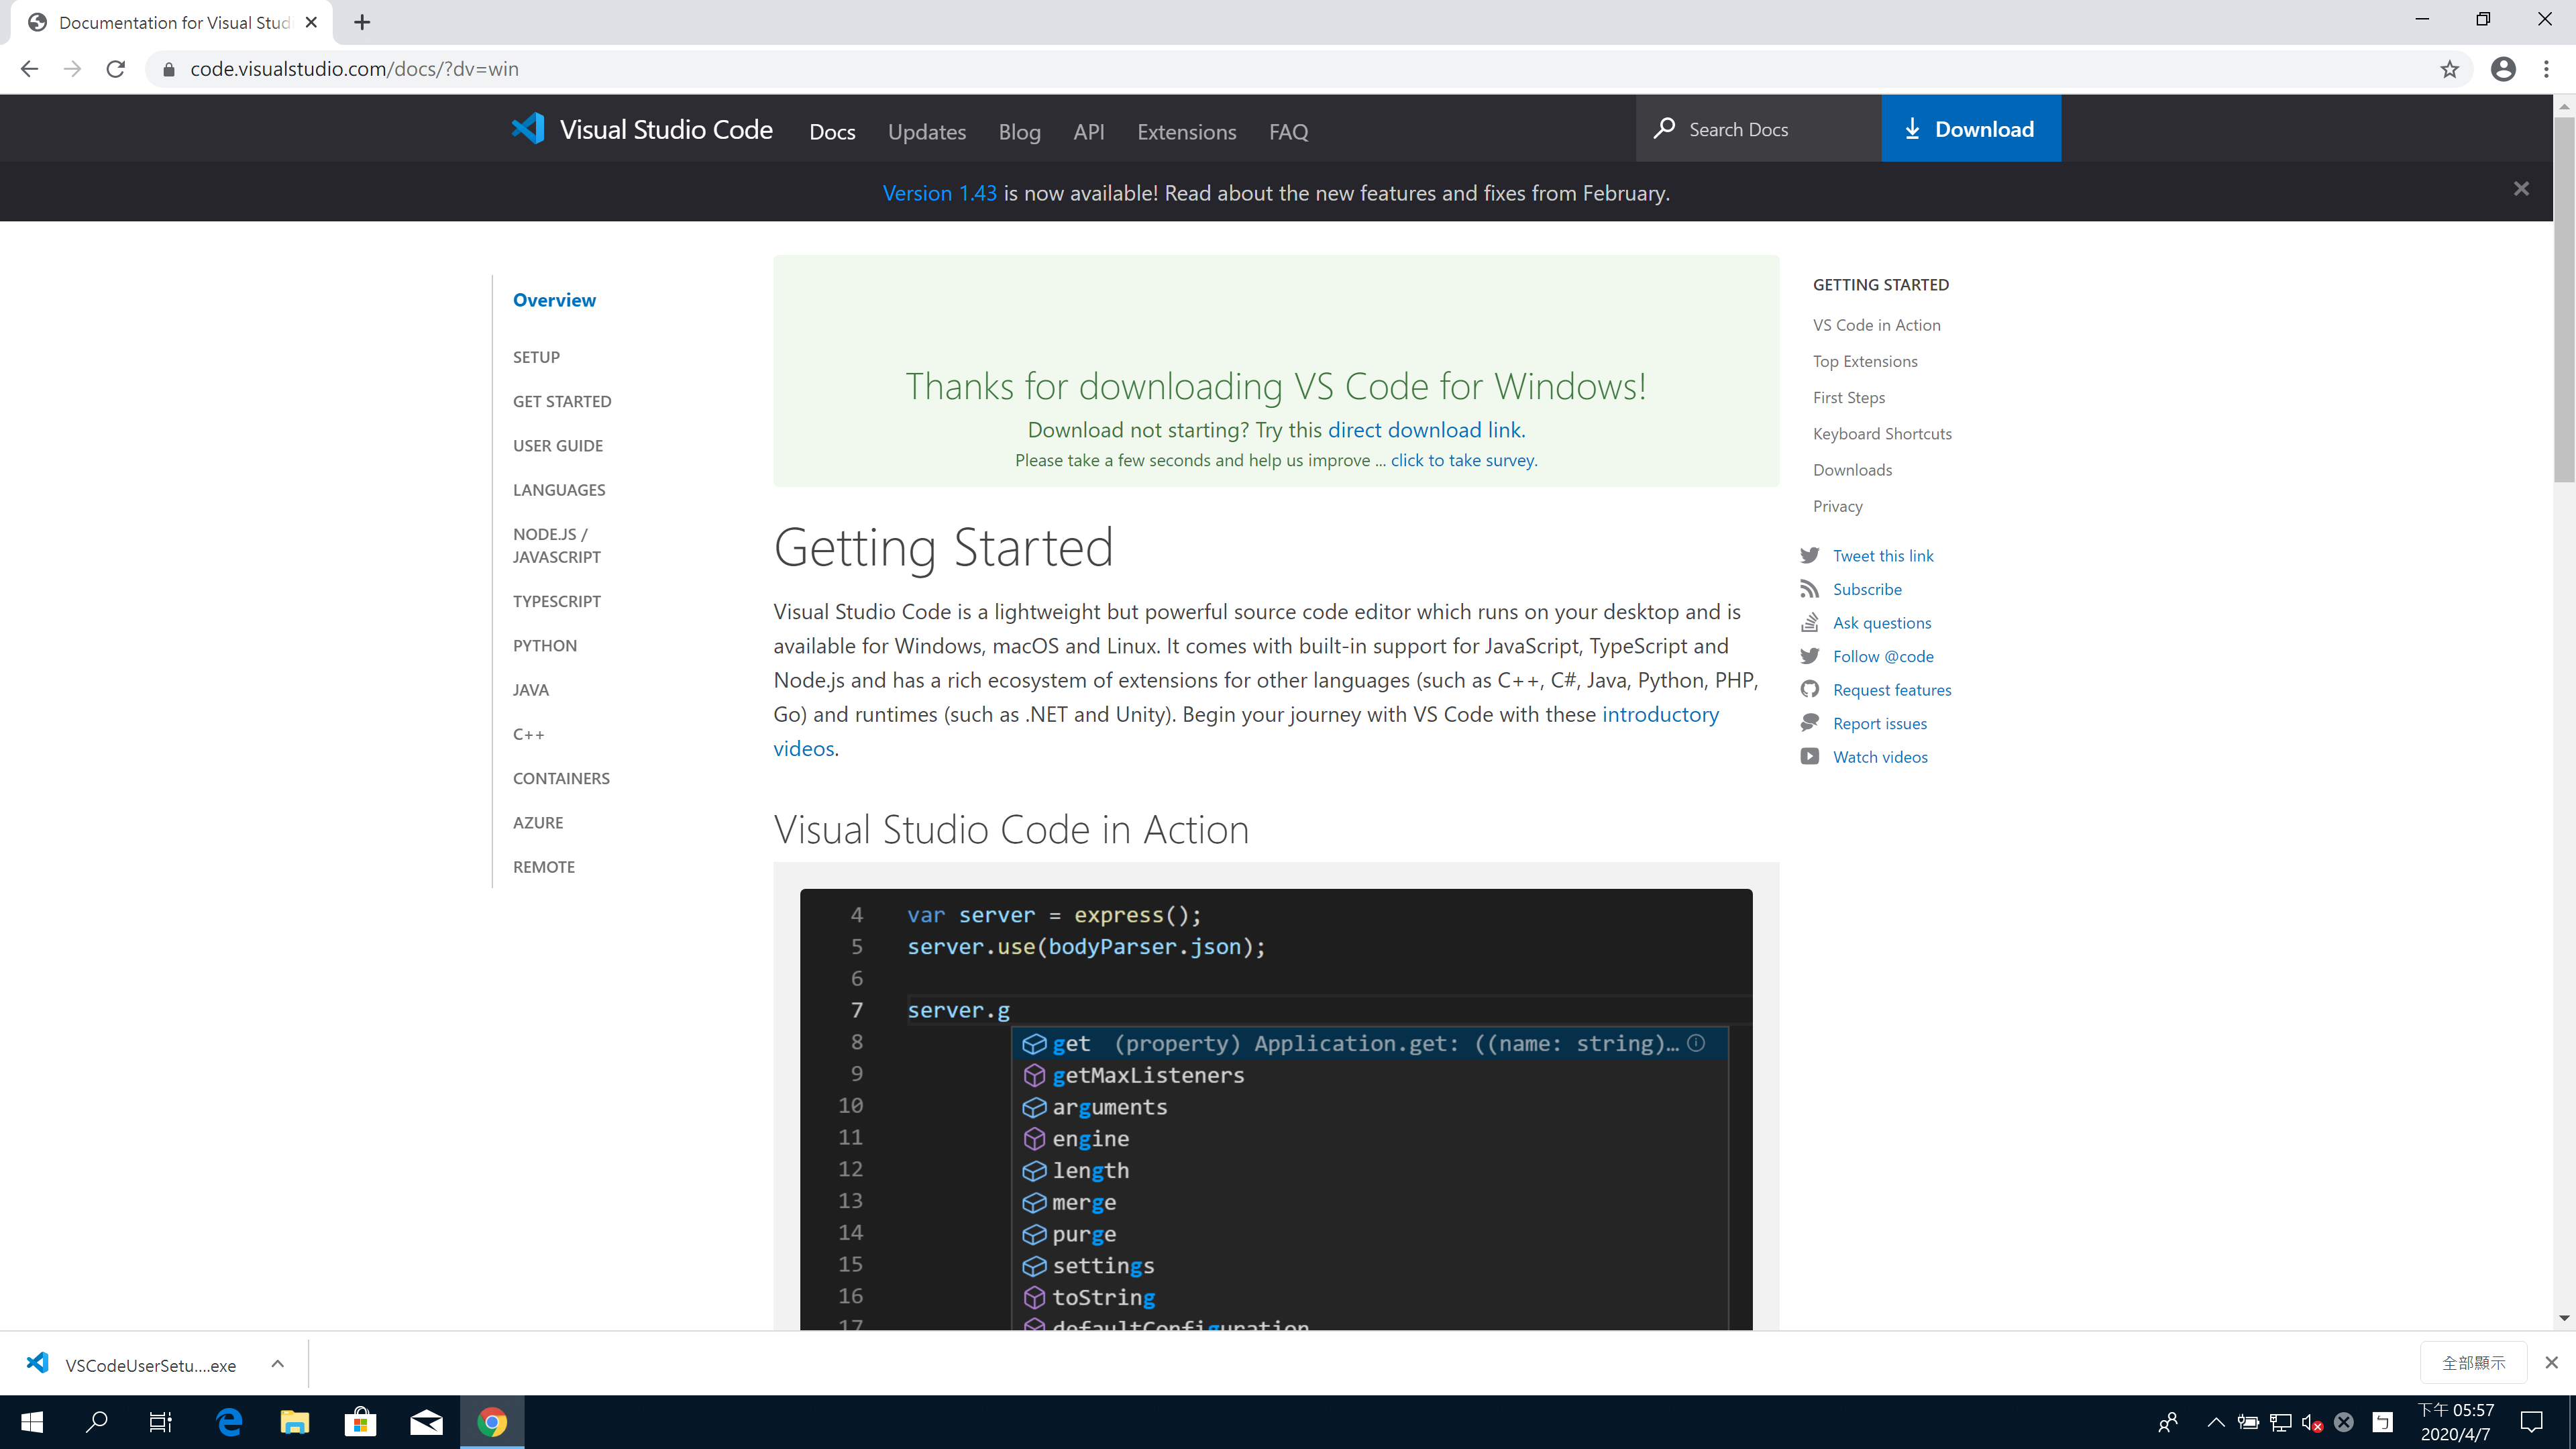 Documentation for Visual Studi
code.visualstudio.com/docs/?dv=win
Visual Studio Code
Docs
Updates
Blog
API
Extensions
FAQ
Search Docs
Download
Version 1.43 is now available! Read about the new features and fixes from February.
Overview
SETUP
GET STARTED
USER GUIDE
LANGUAGES
NODE.JS /
JAVASCRIPT
TYPESCRIPT
PYTHON
JAVA
C++
CONTAINERS
AZURE
REMOTE
Thanks for downloading VS Code for Windows!
Download not starting? Try this direct download link.
Please take a few seconds and help us improve ... click to take survey.
Getting Started
Visual Studio Code is a lightweight but powerful source code editor which runs on your desktop and is
available for Windows, macOS and Linux. It comes with built-in support for JavaScript, TypeScript and
Node.js and has a rich ecosystem of extensions for other languages (such as C++, C#, Java, Python, PHP,
Go) and runtimes (such as .NET and Unity). Begin your journey with VS Code with these introductory
videos.
Visual Studio Code in Action
4 var server = express();
5 server.use(bodyParser.json);
6
7 server.g
8 get (property) Application.get: ((name: string)…
9 getMaxListeners
10 arguments
11 engine
12 length
13 merge
14 purge
15 settings
16 toString
17 defaultConfiguration
GETTING STARTED
VS Code in Action
Top Extensions
First Steps
Keyboard Shortcuts
Downloads
Privacy
Tweet this link
Subscribe
Ask questions
Follow @code
Request features
Report issues
Watch videos
VSCodeUserSetu....exe
全部顯示
ㄅ
下午 05:57
2020/4/7